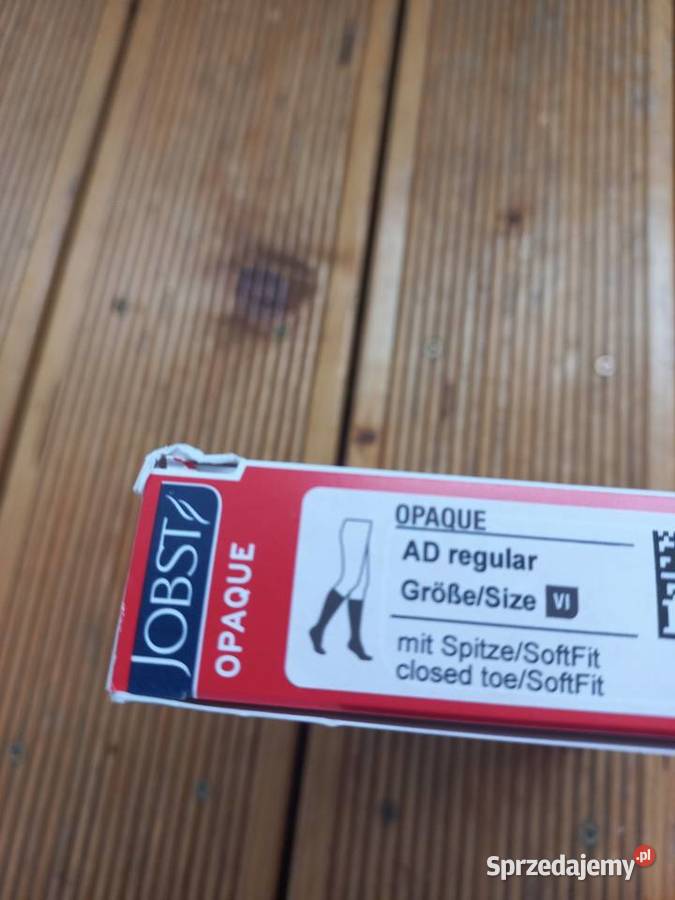 JOBST
OPAQUE
OPAQUE
AD regular
Größe/Size VI
mit Spitze/SoftFit
closed toe/SoftFit
Sprzedajemy.pl